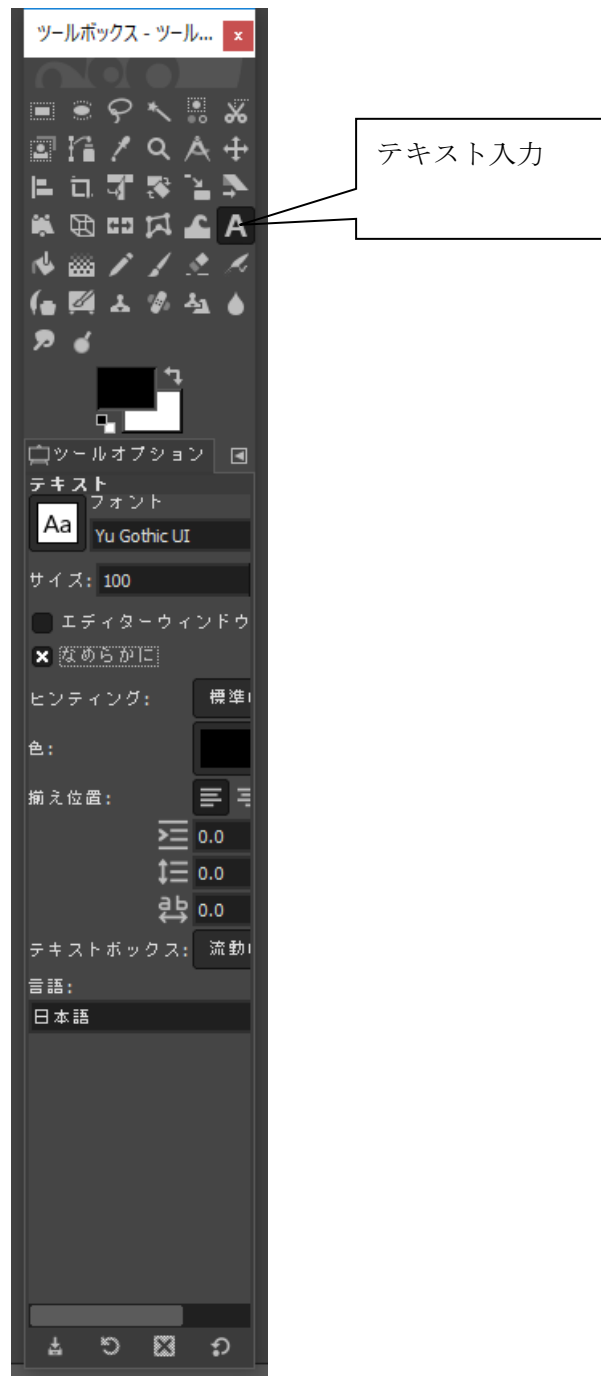 ツールボックス - ツール...
テキスト入力
A
ツールオプション
テキスト
フォント
Aa
Yu Gothic UI
サイズ: 100
エディターウィンドウ
なめらかに
ヒンティング: 標準
色:
揃え位置:
0.0
0.0
ab 0.0
テキストボックス: 流動
言語:
日本語